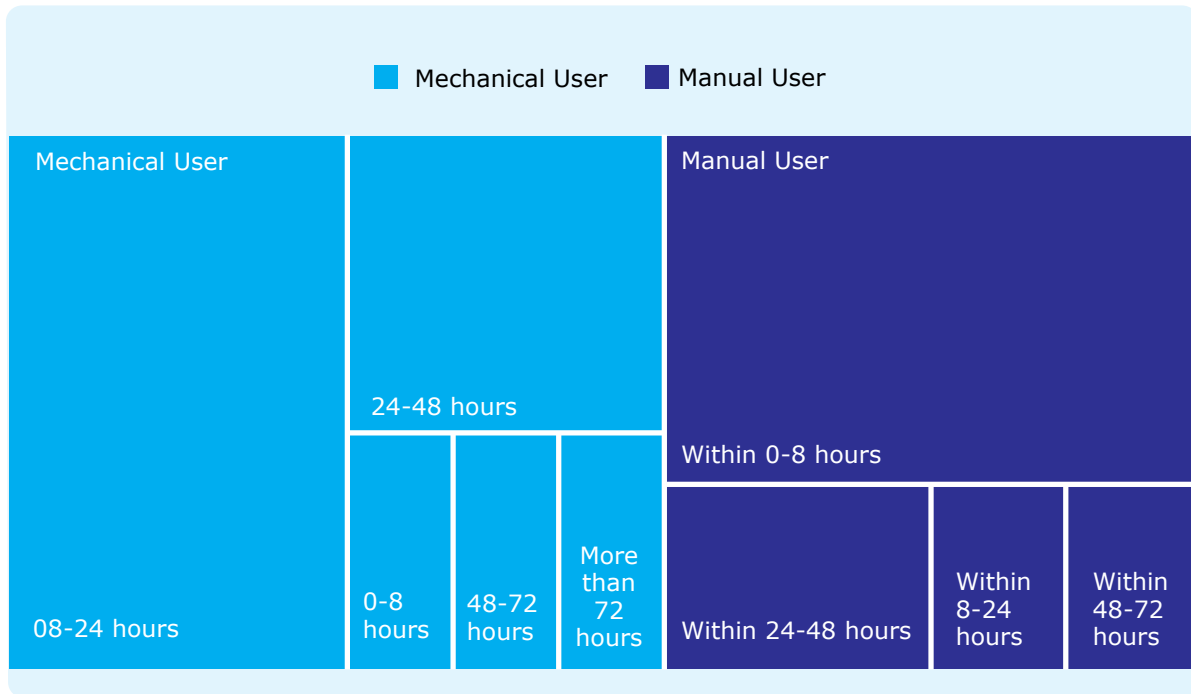 Mechanical User
Manual User
Mechanical User
08-24 hours
24-48 hours
0-8
hours
48-72
hours
More
than
72
hours
Manual User
Within 0-8 hours
Within 24-48 hours
Within
8-24
hours
Within
48-72
hours